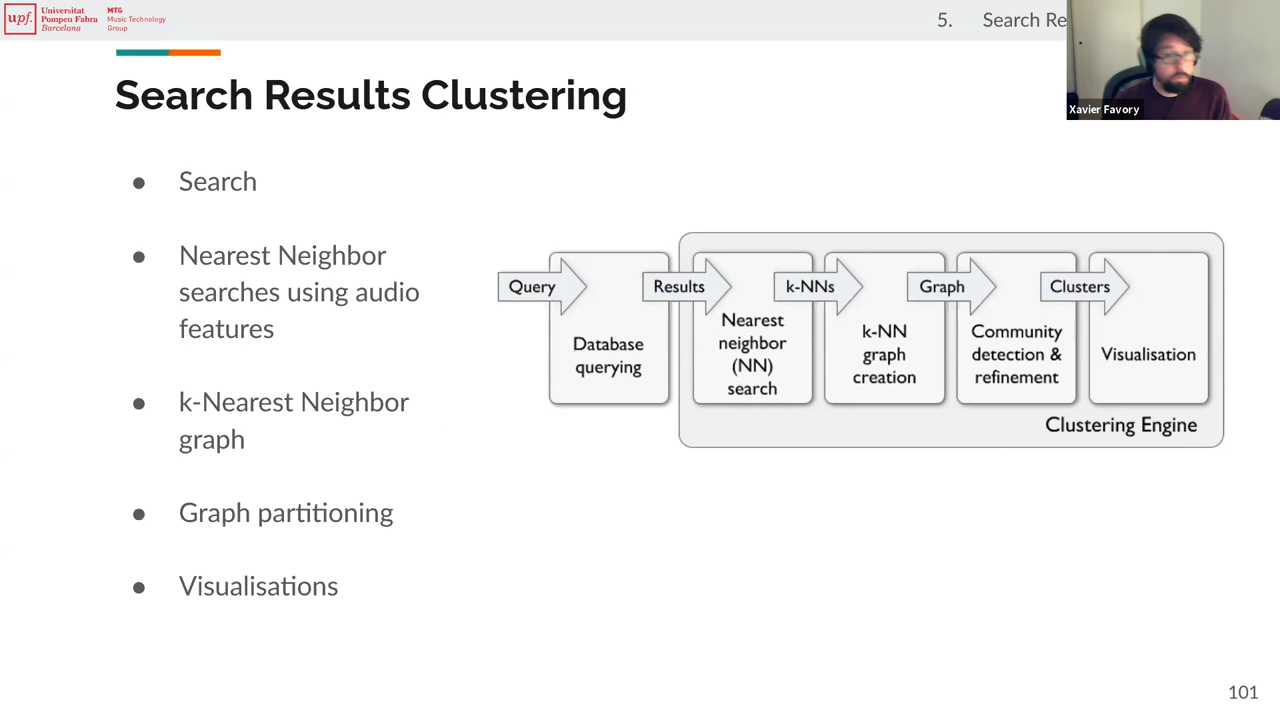 upf.
Universitat
Pompeu Fabra
Barcelona
MTG
Music Technology
Group
5. Search Re
Xavier Favory
Search Results Clustering
● Search
● Nearest Neighbor
searches using audio
features
● k-Nearest Neighbor
graph
● Graph partitioning
● Visualisations
Query
Results
k-NNs
Graph
Clusters
Database
querying
Nearest
neighbor
(NN)
search
k-NN
graph
creation
Community
detection &
refinement
Visualisation
Clustering Engine
101